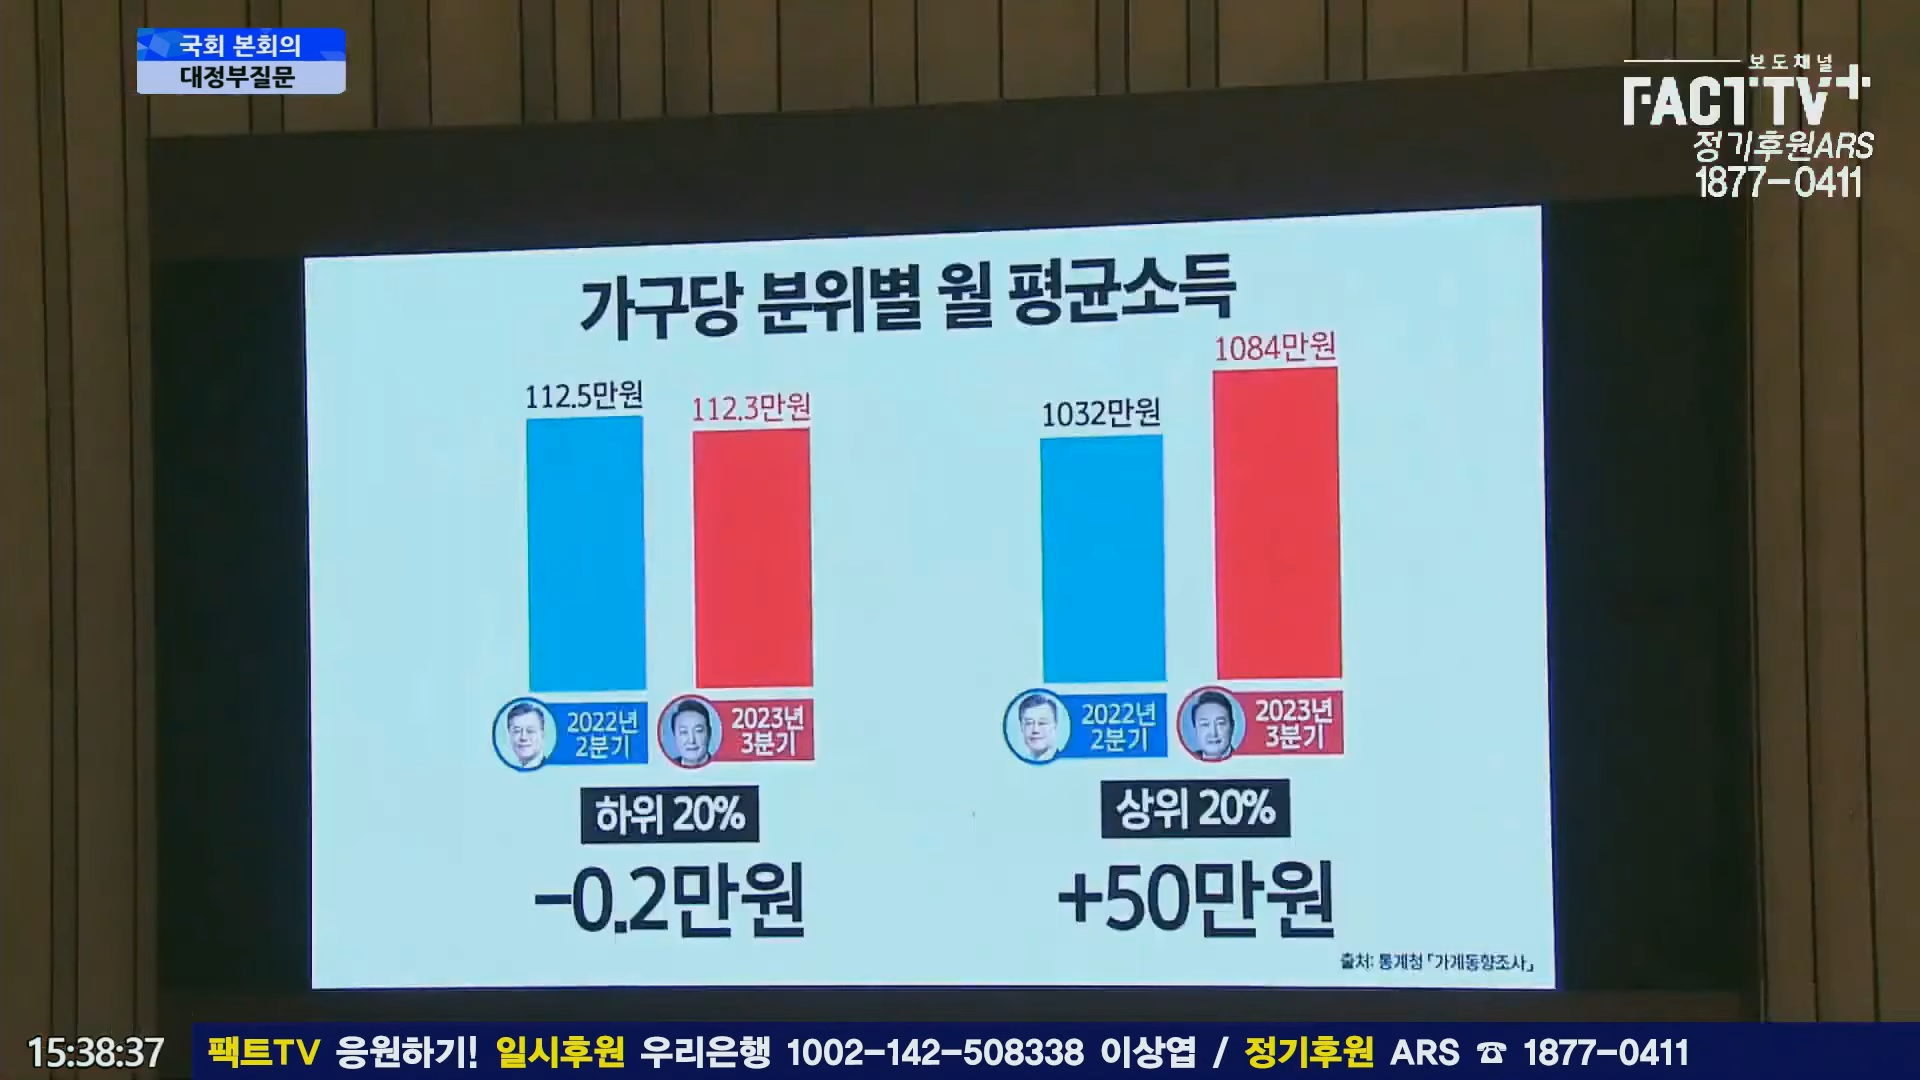 국회 본회의
대정부질문
보도채널
FACTTV+
정기후원ARS
1877-0411
가구당 분위별 월 평균소득
112.5만원
112.3만원
1032만원
1084만원
2022년
2분기
2023년
3분기
2022년
2분기
2023년
3분기
하위 20%
상위 20%
-0.2만원
+50만원
출처: 통계청 「가계동향조사」
15:38:37
팩트TV 응원하기! 일시후원 우리은행 1002-142-508338 이상엽 / 정기후원 ARS ☎ 1877-0411